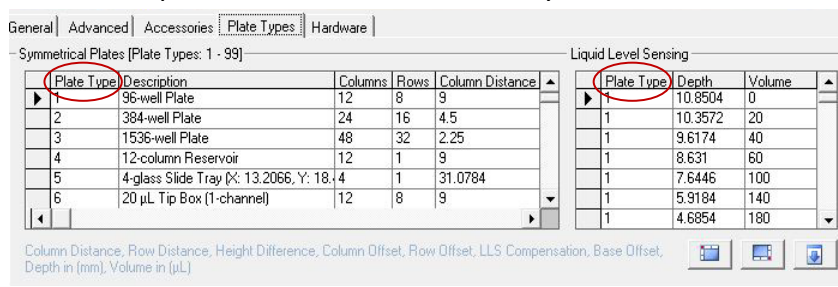 General Advanced Accessories Plate Types Hardware
Symmetrical Plates [Plate Types: 1 - 99]
Plate Type Description Columns Rows Column Distance
1 96-well Plate 12 8 9
2 384-well Plate 24 16 4.5
3 1536-well Plate 48 32 2.25
4 12-column Reservoir 12 1 9
5 4-glass Slide Tray (X: 13.2066, Y: 18. 4 1 31.0784
6 20 µL Tip Box (1-channel) 12 8 9
Liquid Level Sensing
Plate Type Depth Volume
1 10.8504 0
1 10.3572 20
1 9.6174 40
1 8.631 60
1 7.6446 100
1 5.9184 140
1 4.6854 180
Column Distance, Row Distance, Height Difference, Column Offset, Row Offset, LLS Compensation, Base Offset,
Depth in (mm), Volume in (µL)